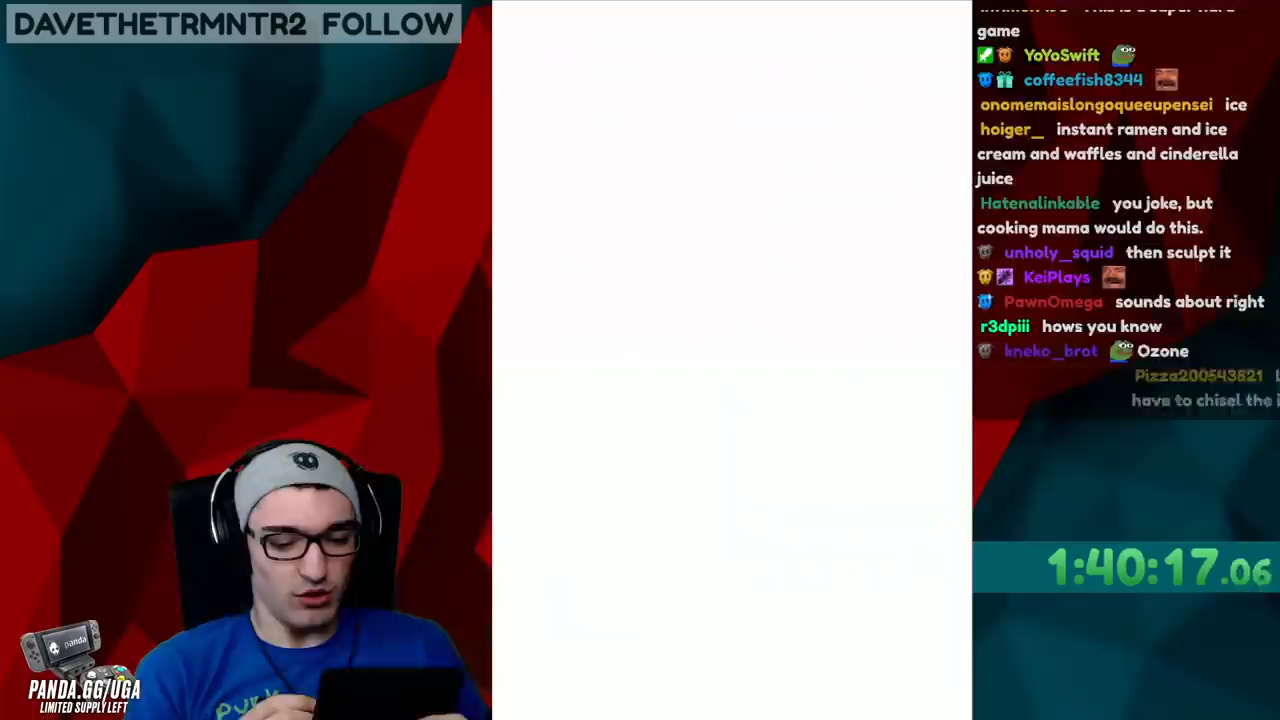 DAVETHETRMNTR2 FOLLOW
game
YoYoSwift
coffeefish8344
onomemaislongoqueeupensei ice
hoiger_ instant ramen and ice
cream and waffles and cinderella
juice
Hatenalinkable you joke, but
cooking mama would do this.
unholy_squid then sculpt it
KeiPlays
PawnOmega sounds about right
r3dpiii hows you know
kneko_brat Ozone
Pizza200543821
have to chisel the
1:40:17.06
panda
PANDA.GG/UGA
LIMITED SUPPLY LEFT